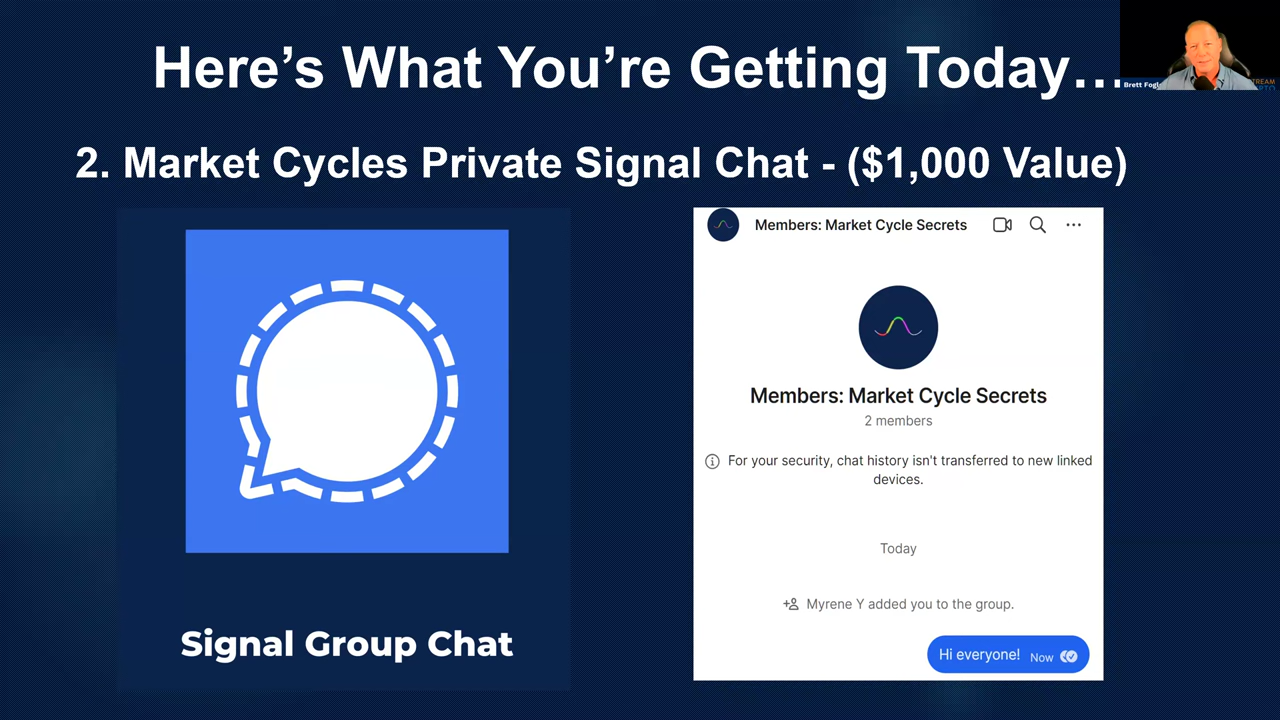 Here’s What You’re Getting Today…
Brett Fogl
2. Market Cycles Private Signal Chat - ($1,000 Value)
Members: Market Cycle Secrets
Members: Market Cycle Secrets
2 members
For your security, chat history isn't transferred to new linked
devices.
Today
Myrene Y added you to the group.
Hi everyone! Now
Signal Group Chat